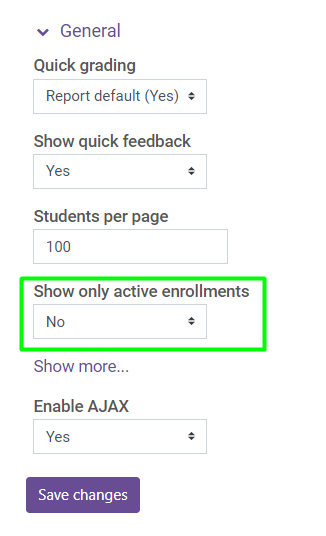 General
Quick grading
Report default (Yes)
Show quick feedback
Yes
Students per page
100
Show only active enrollments
No
Show more...
Enable AJAX
Yes
Save changes